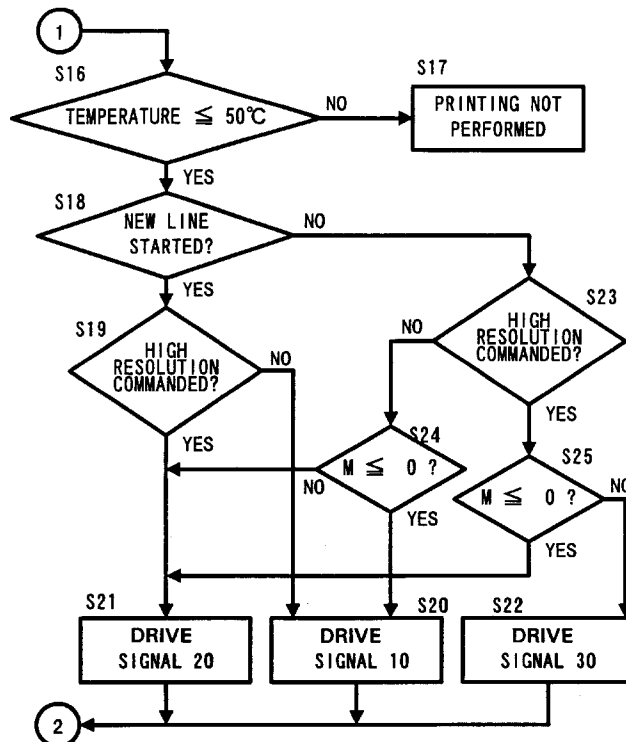 1
S16
TEMPERATURE ≦ 50℃
NO
S17
PRINTING NOT
PERFORMED
YES
S18
NEW LINE
STARTED?
NO
YES
S19
HIGH
RESOLUTION
COMMANDED?
NO
YES
S23
HIGH
RESOLUTION
COMMANDED?
NO
YES
S24
M ≦ 0 ?
NO
YES
S25
M ≦ 0 ?
NO
YES
S21
DRIVE
SIGNAL 20
S20
DRIVE
SIGNAL 10
S22
DRIVE
SIGNAL 30
2